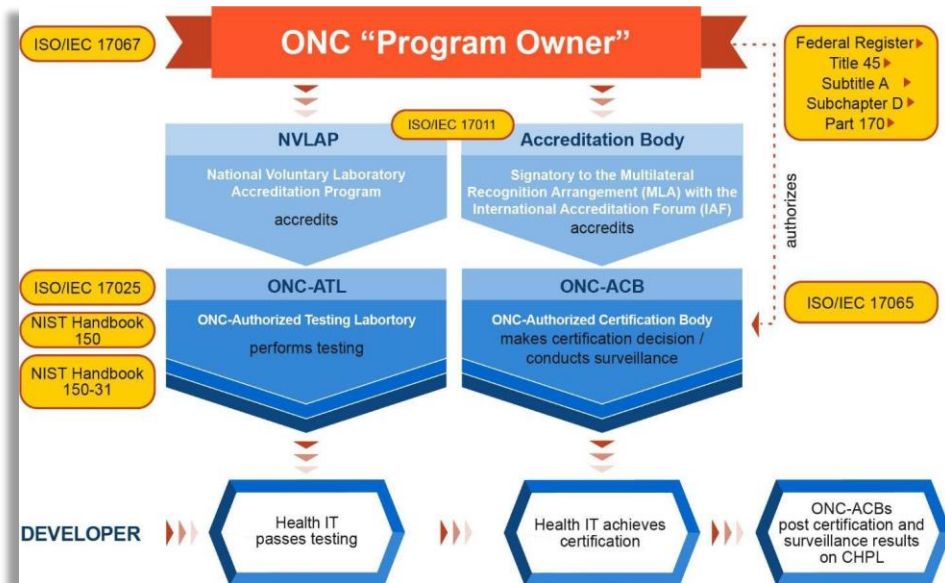 ISO/IEC 17067
ONC “Program Owner”
Federal Register
Title 45
Subtitle A
Subchapter D
Part 170
ISO/IEC 17011
NVLAP
National Voluntary Laboratory
Accreditation Program
accredits
Accreditation Body
Signatory to the Multilateral
Recognition Arrangement (MLA) with the
International Accreditation Forum (IAF)
accredits
authorizes
ISO/IEC 17025
NIST Handbook
150
NIST Handbook
150-31
ONC-ATL
ONC-Authorized Testing Labortory
performs testing
ONC-ACB
ONC-Authorized Certification Body
makes certification decision /
conducts surveillance
ISO/IEC 17065
DEVELOPER
Health IT
passes testing
Health IT achieves
certification
ONC-ACBs
post certification and
surveillance results
on CHPL